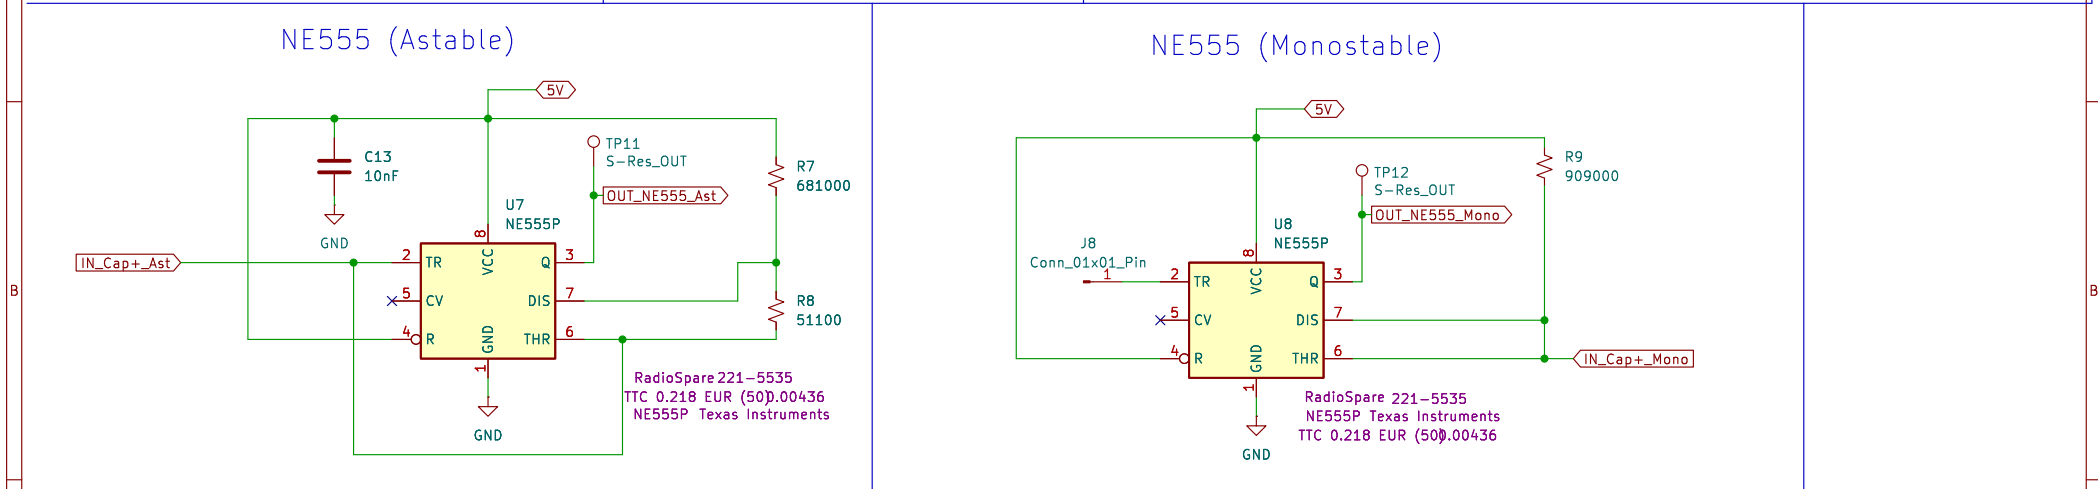 NE555 (Astable)
5V
C13
10nF
GND
TP11
S-Res_OUT
OUT_NE555_Ast
R7
681000
U7
NE555P
IN_Cap+_Ast
2
TR
5
CV
4
R
8
VCC
GND
1
Q
3
DIS
7
THR
6
R8
51100
GND
RadioSpare 221-5535
TTC 0.218 EUR (50)0.00436
NE555P Texas Instruments
NE555 (Monostable)
5V
TP12
S-Res_OUT
OUT_NE555_Mono
R9
909000
U8
NE555P
J8
Conn_01x01_Pin
1
2
TR
5
CV
4
R
8
VCC
GND
1
Q
3
DIS
7
THR
6
IN_Cap+_Mono
GND
RadioSpare 221-5535
NE555P Texas Instruments
TTC 0.218 EUR (50)0.00436
B
B